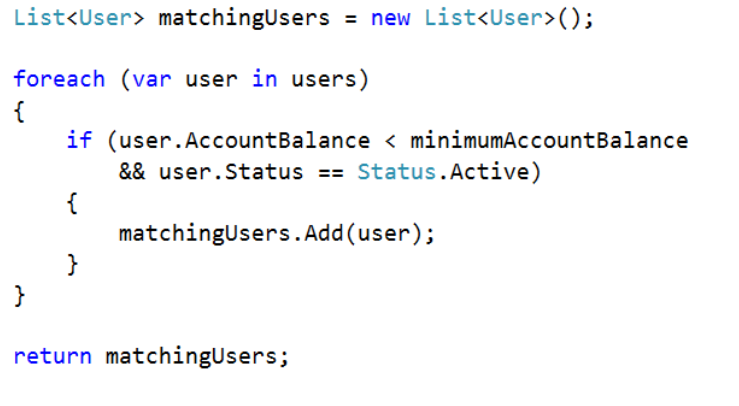 List<User> matchingUsers = new List<User>();
foreach (var user in users)
{
    if (user.AccountBalance < minimumAccountBalance
        && user.Status == Status.Active)
    {
        matchingUsers.Add(user);
    }
}
return matchingUsers;